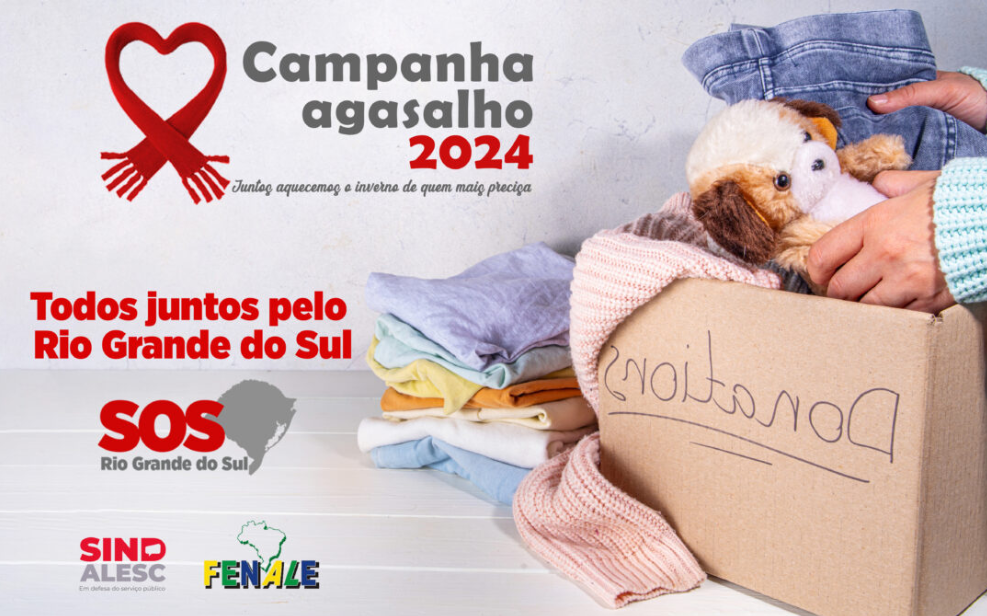 Campanha
agasalho
2024
Juntos aquecemos o inverno de quem mais precisa
Todos juntos pelo
Rio Grande do Sul
SOS
Rio Grande do Sul
Donations
SIND
ALESC
Em defesa do serviço público
FENALE